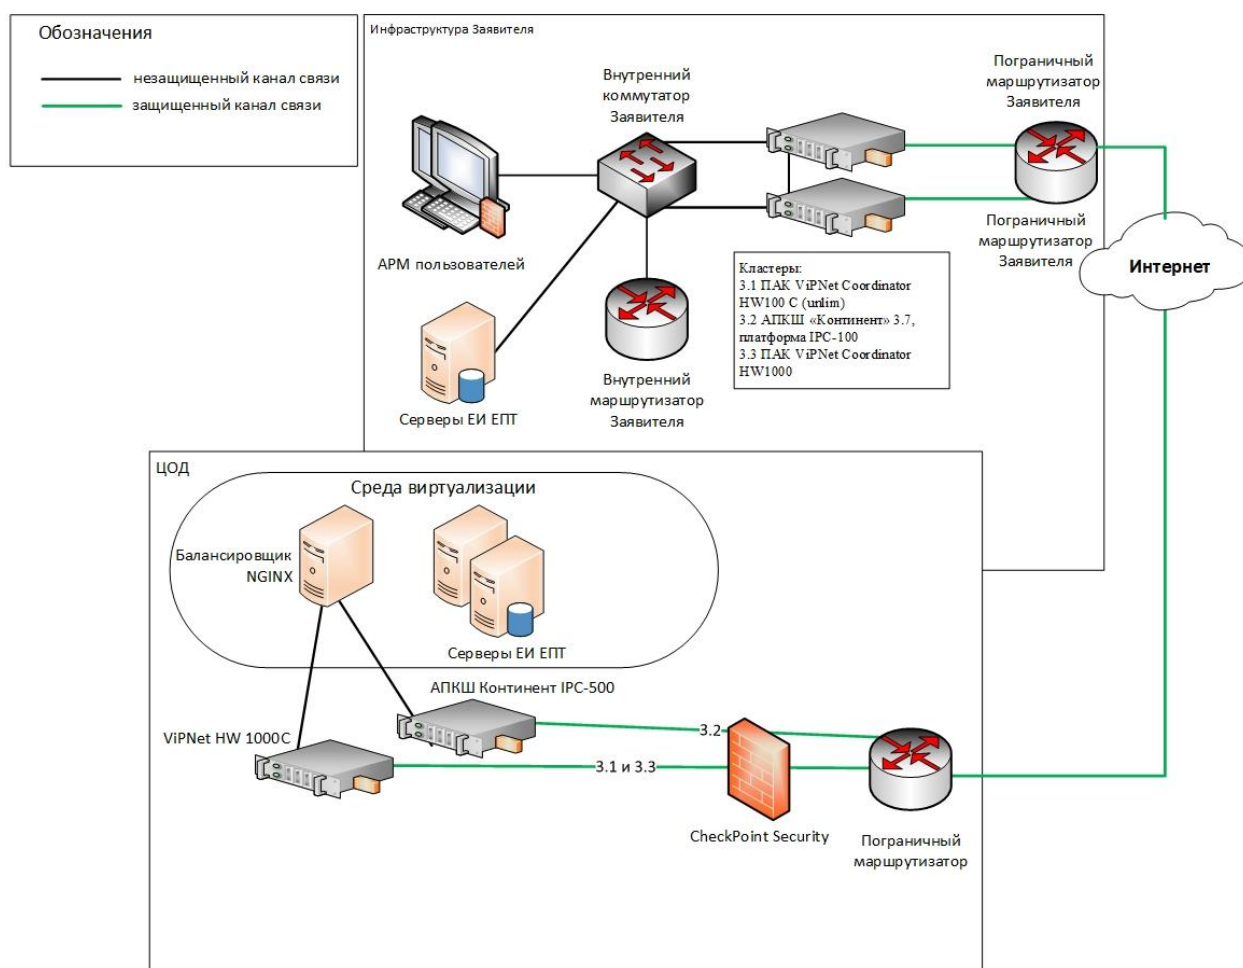 Обозначения
незащищенный канал связи
защищенный канал связи
Инфраструктура Заявителя
Внутренний
коммутатор
Заявителя
Пограничный
маршрутизатор
Заявителя
АРМ пользователей
Пограничный
маршрутизатор
Заявителя
Интернет
Кластеры:
3.1 ПАК ViPNet Coordinator
HW100 C (unlim)
3.2 АПКШ «Континент» 3.7,
платформа IPC-100
3.3 ПАК ViPNet Coordinator
HW1000
Серверы ЕИ ЕПТ
Внутренний
маршрутизатор
Заявителя
ЦОД
Среда виртуализации
Балансировщик
NGINX
Серверы ЕИ ЕПТ
АПКШ Континент IPC-500
ViPNet HW 1000C
3.2
3.1 и 3.3
CheckPoint Security
Пограничный
маршрутизатор